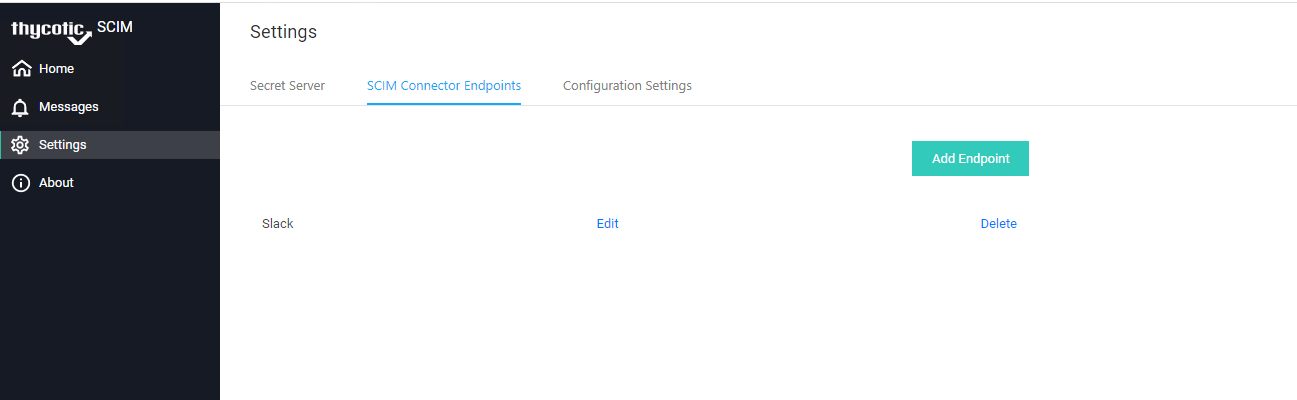 thycotic SCIM
Home
Messages
Settings
About
Settings
Secret Server SCIM Connector Endpoints Configuration Settings
Add Endpoint
Slack Edit Delete